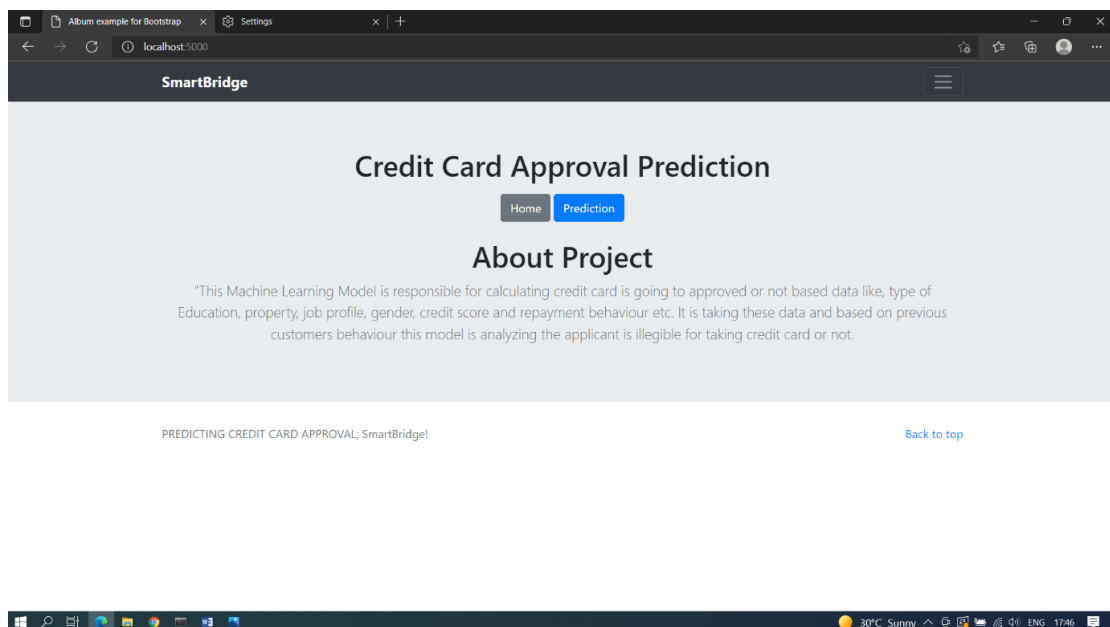 Album example for Bootstrap
Settings
localhost:5000
SmartBridge
Credit Card Approval Prediction
Home Prediction
About Project
"This Machine Learning Model is responsible for calculating credit card is going to approved or not based data like, type of
Education, property, job profile, gender, credit score and repayment behaviour etc. It is taking these data and based on previous
customers behaviour this model is analyzing the applicant is illegible for taking credit card or not.
PREDICTING CREDIT CARD APPROVAL; SmartBridge!
Back to top
30°C Sunny ENG 17:46